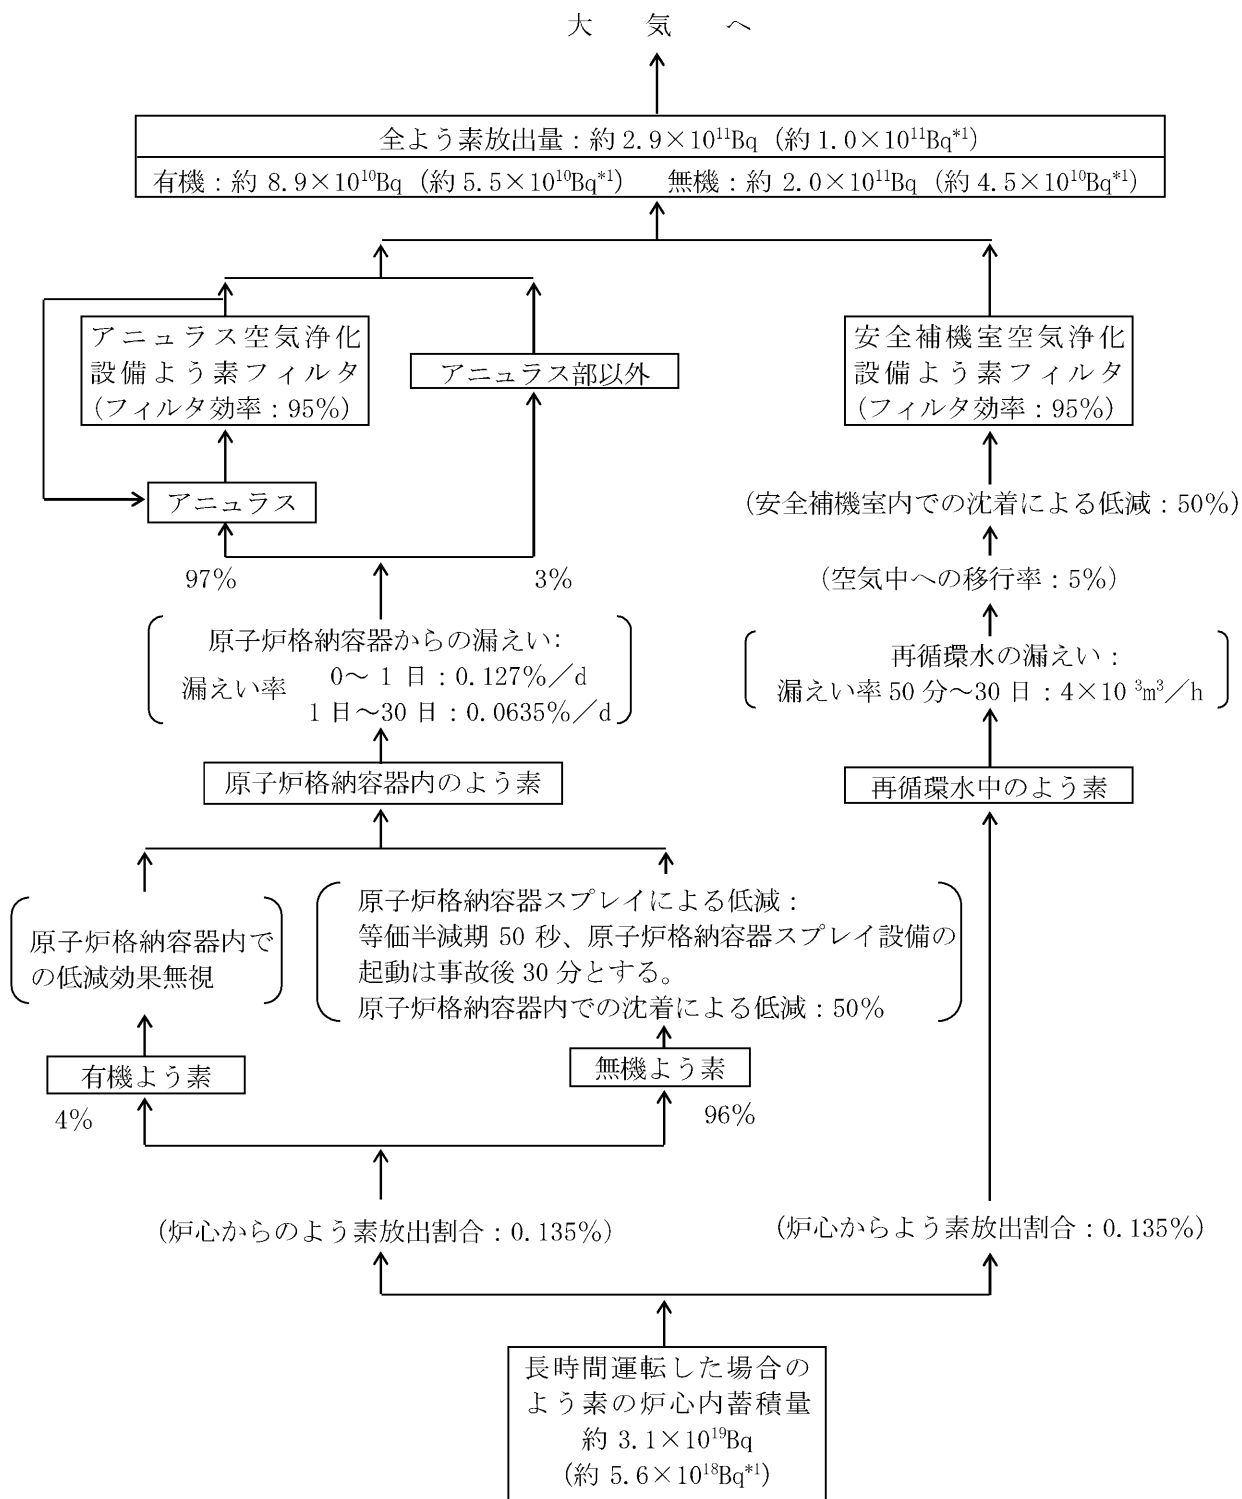 大 気 へ
全よう素放出量：約 2.9×10¹¹Bq（約 1.0×10¹¹Bq*¹）
有機：約 8.9×10¹⁰Bq（約 5.5×10¹⁰Bq*¹） 無機：約 2.0×10¹¹Bq（約 4.5×10¹⁰Bq*¹）
アニュラス空気浄化
設備よう素フィルタ
(フィルタ効率：95%)
アニュラス部以外
安全補機室空気浄化
設備よう素フィルタ
(フィルタ効率：95%)
アニュラス
(安全補機室内での沈着による低減：50%)
97%
3%
(空気中への移行率：5%)
原子炉格納容器からの漏えい：
漏えい率
0～ 1 日：0.127%／d
1 日～30 日：0.0635%／d
再循環水の漏えい：
漏えい率 50 分～30 日：4×10 ³m³／h
原子炉格納容器内のよう素
再循環水中のよう素
原子炉格納容器内で
の低減効果無視
原子炉格納容器スプレイによる低減：
等価半減期 50 秒、原子炉格納容器スプレイ設備の
起動は事故後 30 分とする。
原子炉格納容器内での沈着による低減：50%
有機よう素
無機よう素
4%
96%
(炉心からのよう素放出割合：0.135%)
(炉心からよう素放出割合：0.135%)
長時間運転した場合の
よう素の炉心内蓄積量
約 3.1×10¹⁹Bq
(約 5.6×10¹⁸Bq*¹)